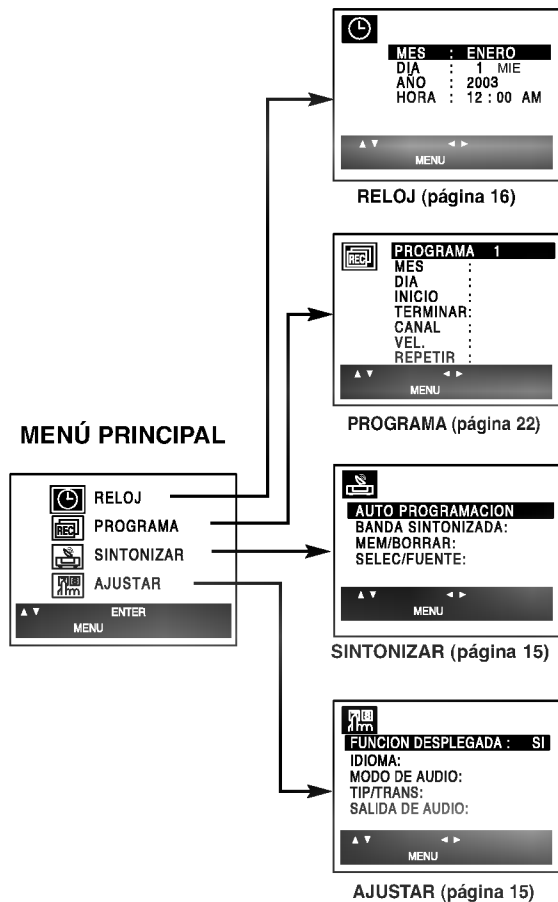 MES : ENERO
DIA : 1 MIE
AÑO : 2003
HORA : 12 : 00 AM
▲ ▼ ◄ ►
MENU
RELOJ (página 16)
REC
PROGRAMA 1
MES :
DIA :
INICIO :
TERMINAR:
CANAL :
VEL. :
REPETIR :
▲ ▼ ◄ ►
MENU
PROGRAMA (página 22)
MENÚ PRINCIPAL
RELOJ
REC PROGRAMA
SINTONIZAR
AJUSTAR
▲ ▼ ENTER
MENU
AUTO PROGRAMACION
BANDA SINTONIZADA:
MEM/BORRAR:
SELEC/FUENTE:
▲ ▼ ◄ ►
MENU
SINTONIZAR (página 15)
FUNCION DESPLEGADA : SI
IDIOMA:
MODO DE AUDIO:
TIP/TRANS:
SALIDA DE AUDIO:
▲ ▼ ◄ ►
MENU
AJUSTAR (página 15)